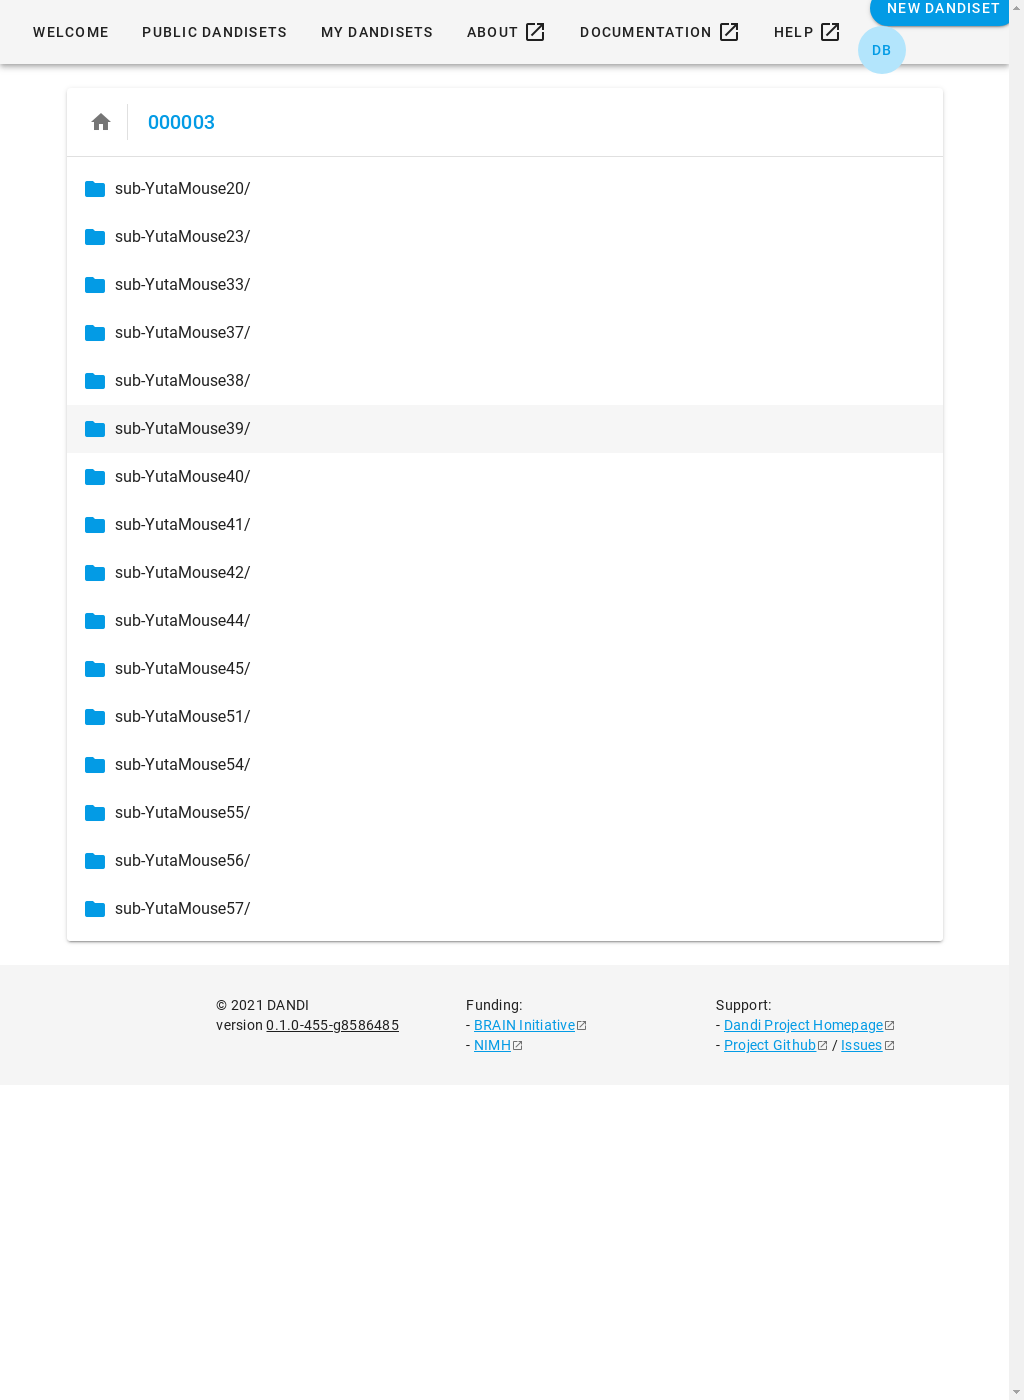 WELCOME PUBLIC DANDISETS MY DANDISETS ABOUT DOCUMENTATION HELP NEW DANDISET
DB
000003
sub-YutaMouse20/
sub-YutaMouse23/
sub-YutaMouse33/
sub-YutaMouse37/
sub-YutaMouse38/
sub-YutaMouse39/
sub-YutaMouse40/
sub-YutaMouse41/
sub-YutaMouse42/
sub-YutaMouse44/
sub-YutaMouse45/
sub-YutaMouse51/
sub-YutaMouse54/
sub-YutaMouse55/
sub-YutaMouse56/
sub-YutaMouse57/
© 2021 DANDI
version 0.1.0-455-g8586485
Funding:
- BRAIN Initiative
- NIMH
Support:
- Dandi Project Homepage
- Project Github / Issues